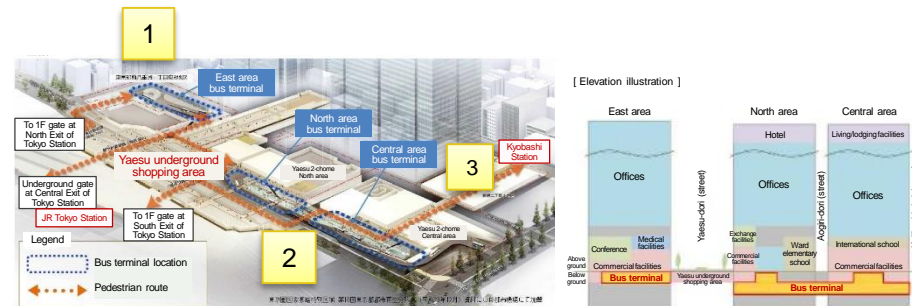 1
East area
bus terminal
To 1F gate at
North Exit of
Tokyo Station
North area
bus terminal
Central area
bus terminal
Yaesu underground
shopping area
Yaesu 2-chome
North area
3
Kyobashi
Station
Underground gate
at Central Exit of
Tokyo Station
JR Tokyo Station
To 1F gate at
South Exit of
Tokyo Station
Yaesu 2-chome
Central area
2
Legend
Bus terminal location
Pedestrian route
[ Elevation illustration ]
East area
North area
Central area
Hotel
Living/lodging facilities
Offices
Offices
Offices
Yaesu-dori (street)
Aogiri-dori (street)
Conference
Medical
facilities
Exchange
facilities
Commercial
facilities
Ward
elementary
school
International school
Above
ground
Below
ground
Commercial facilities
Commercial facilities
Bus terminal
Yaesu underground
shopping area
Bus terminal